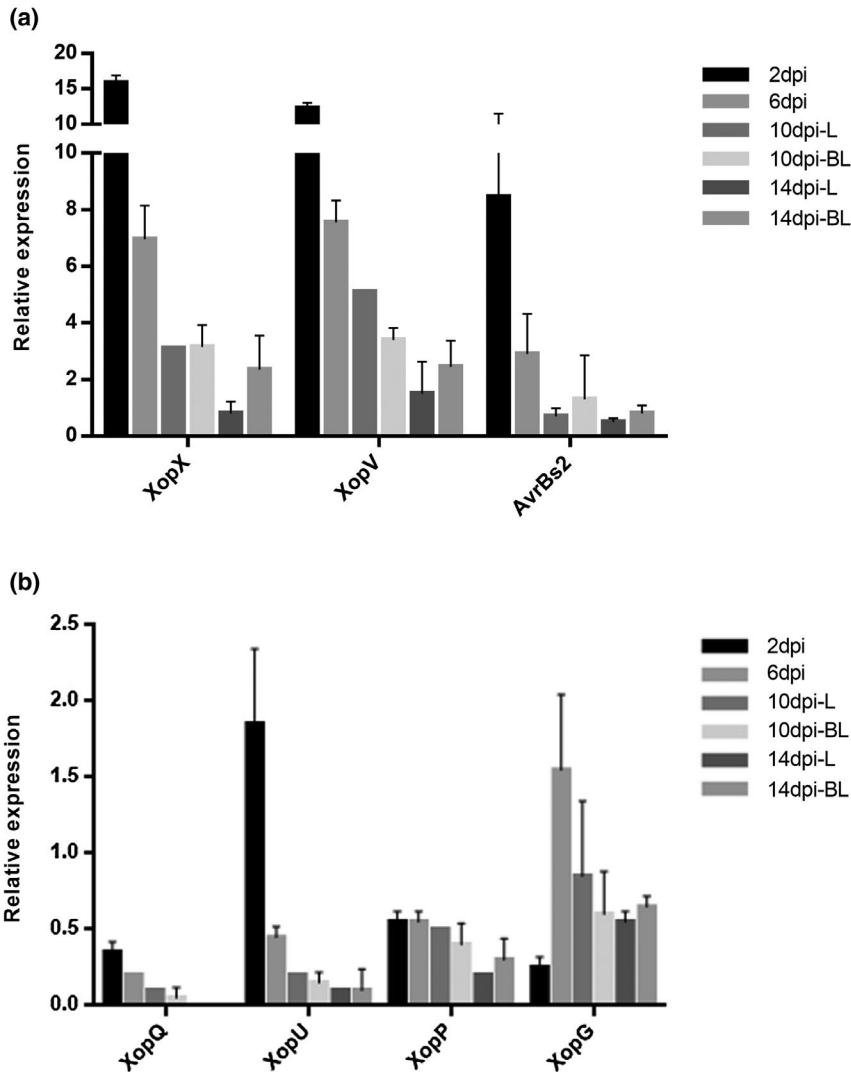 (a)
20
15
10
10
8
6
4
2
0
Relative expression
XopX
XopV
AvrBs2
2dpi
6dpi
10dpi-L
10dpi-BL
14dpi-L
14dpi-BL
(b)
2.5
2.0
1.5
1.0
0.5
0.0
Relative expression
XopQ
XopU
XopP
XopG
2dpi
6dpi
10dpi-L
10dpi-BL
14dpi-L
14dpi-BL